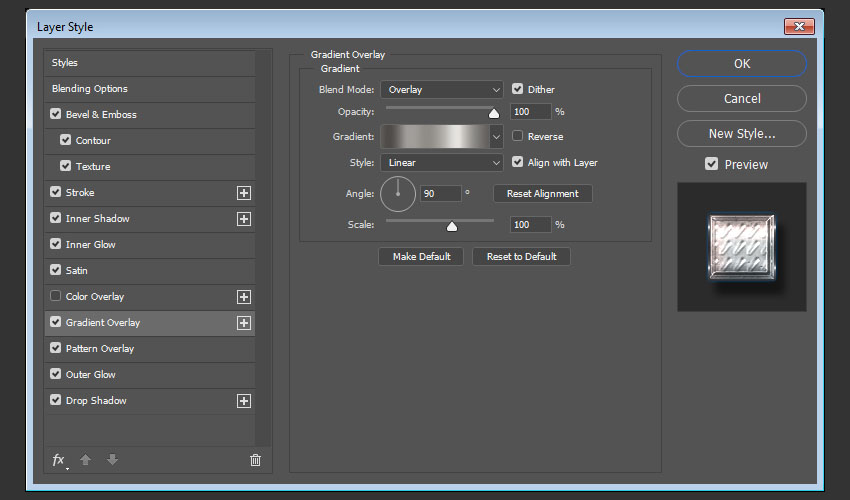 Layer Style
Styles
Blending Options
Bevel & Emboss
Contour
Texture
Stroke
Inner Shadow
Inner Glow
Satin
Color Overlay
Gradient Overlay
Pattern Overlay
Outer Glow
Drop Shadow
fx
Gradient Overlay
Gradient
Blend Mode: Overlay Dither
Opacity: 100 %
Gradient: Reverse
Style: Linear Align with Layer
Angle: 90 ° Reset Alignment
Scale: 100 %
Make Default Reset to Default
OK
Cancel
New Style...
Preview